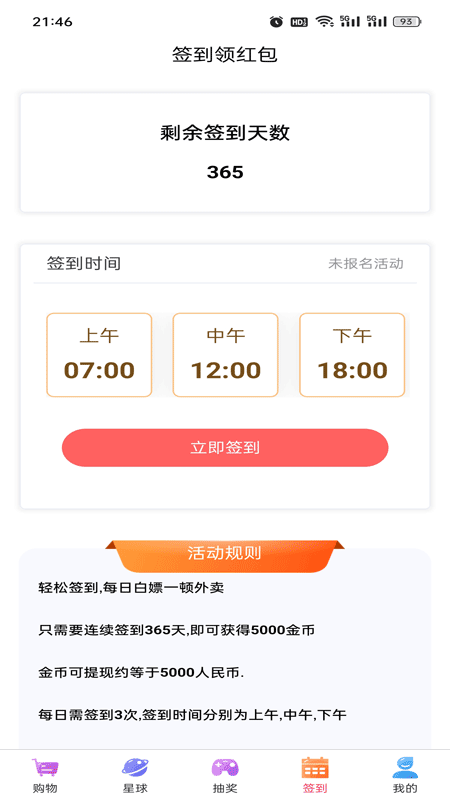 21:46
HD 5G 5G 93
签到领红包
剩余签到天数
365
签到时间 未报名活动
上午 中午 下午
07:00 12:00 18:00
立即签到
活动规则
轻松签到,每日白嫖一顿外卖
只需要连续签到365天,即可获得5000金币
金币可提现约等于5000人民币.
每日需签到3次,签到时间分别为上午,中午,下午
购物 星球 抽奖 签到 我的